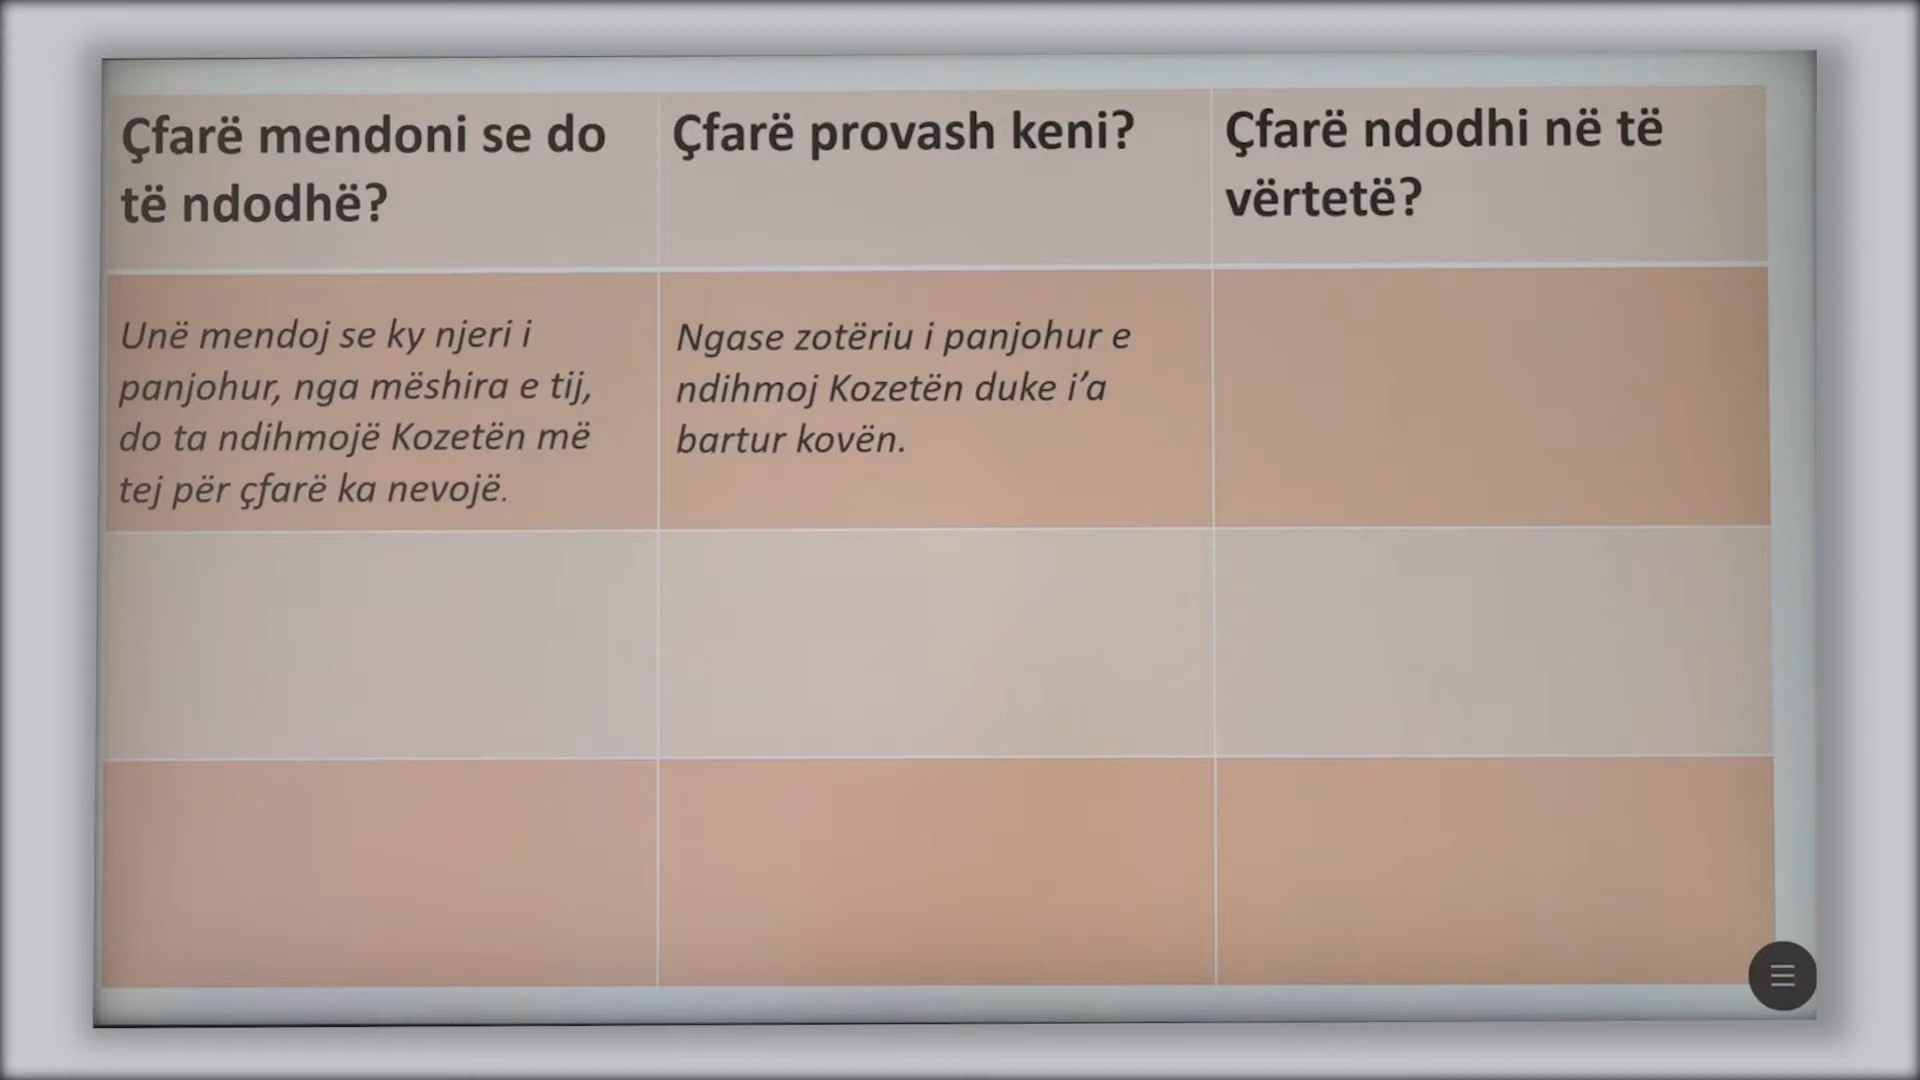 Çfarë mendoni se do
të ndodhë?
Çfarë provash keni?
Çfarë ndodhi në të
vërtetë?
Unë mendoj se ky njeri i
panjohur, nga mëshira e tij,
do ta ndihmojë Kozetën më
tej për çfarë ka nevojë.
Ngase zotëriu i panjohur e
ndihmoj Kozetën duke i’a
bartur kovën.